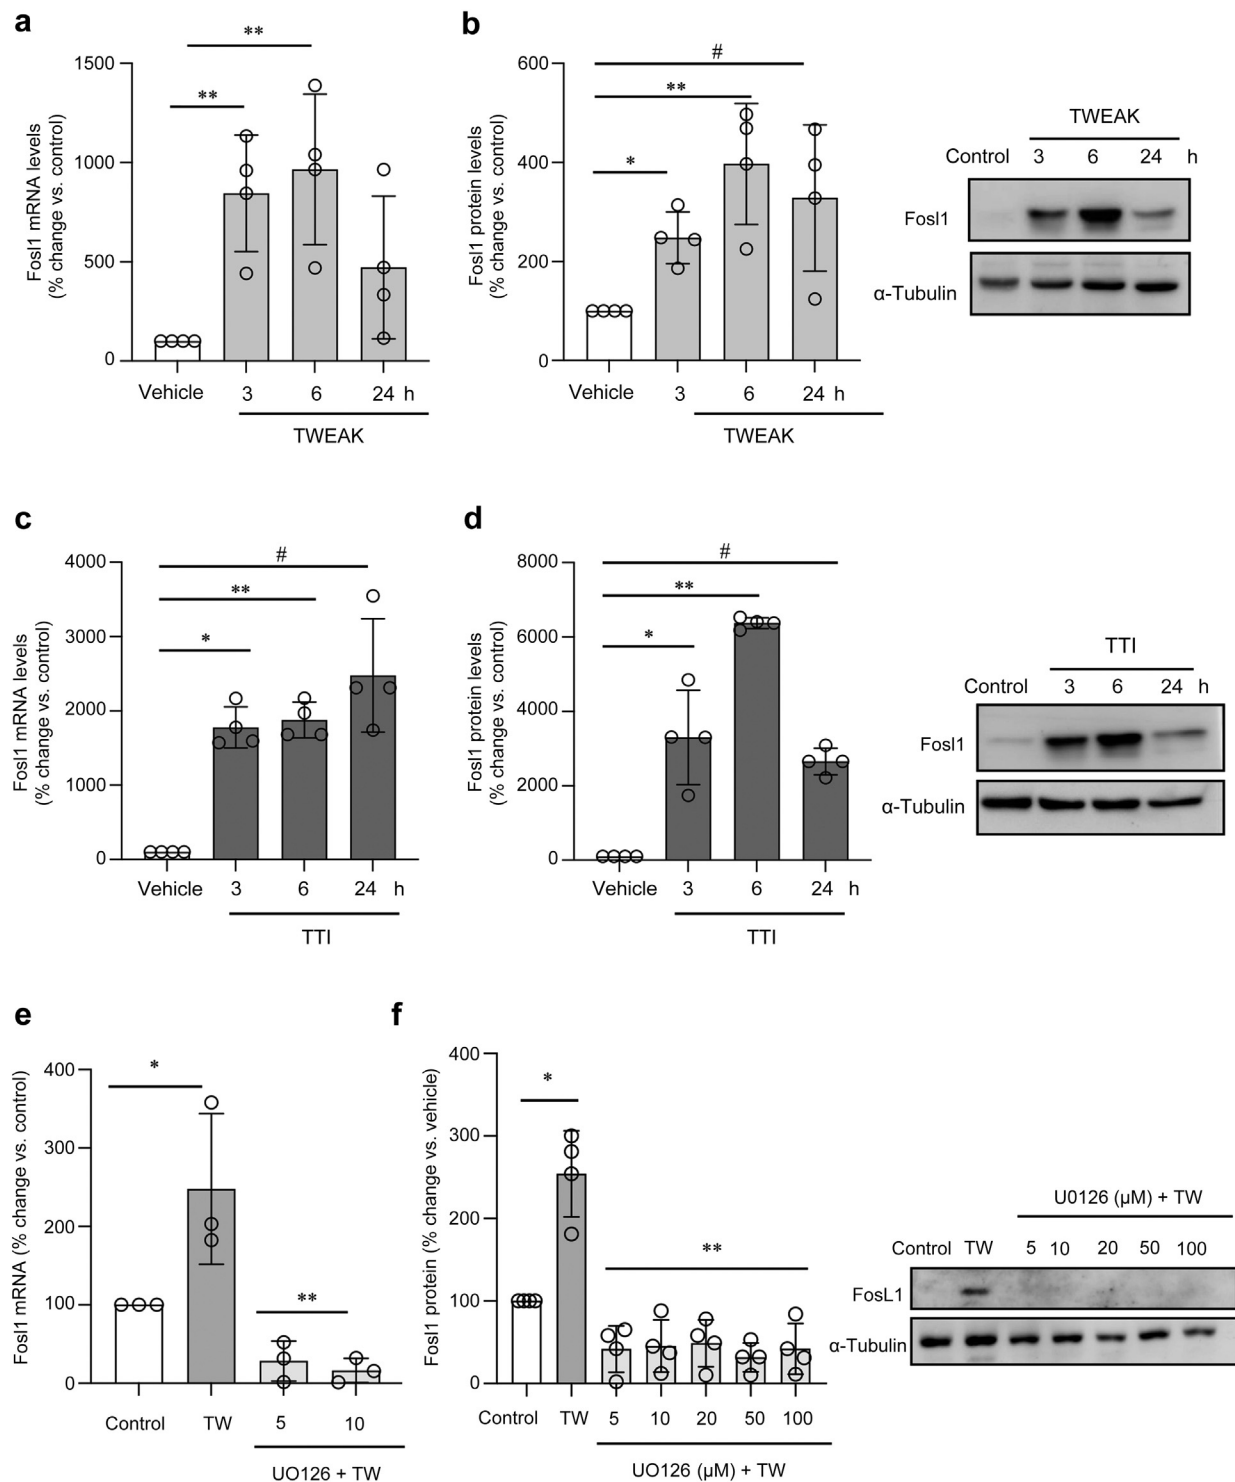 a
**
**
1500
1000
500
0
Fosl1 mRNA levels
(% change vs. control)
Vehicle
3
6
24 h
TWEAK
b
#
**
*
600
400
200
0
Fosl1 protein levels
(% change vs. control)
Vehicle
3
6
24 h
TWEAK
TWEAK
Control 3 6 24 h
Fosl1
α-Tubulin
c
#
**
*
4000
3000
2000
1000
0
Fosl1 mRNA levels
(% change vs. control)
Vehicle 3 6 24 h
TTI
d
#
**
*
8000
6000
4000
2000
0
Fosl1 protein levels
(% change vs. control)
Vehicle 3 6 24 h
TTI
TTI
Control 3 6 24 h
Fosl1
α-Tubulin
e
*
**
400
300
200
100
0
Fosl1 mRNA (% change vs. control)
Control TW 5 10
UO126 + TW
f
*
**
400
300
200
100
0
Fosl1 protein (% change vs. vehicle)
Control TW 5 10 20 50 100
UO126 (μM) + TW
U0126 (μM) + TW
Control TW 5 10 20 50 100
FosL1
α-Tubulin